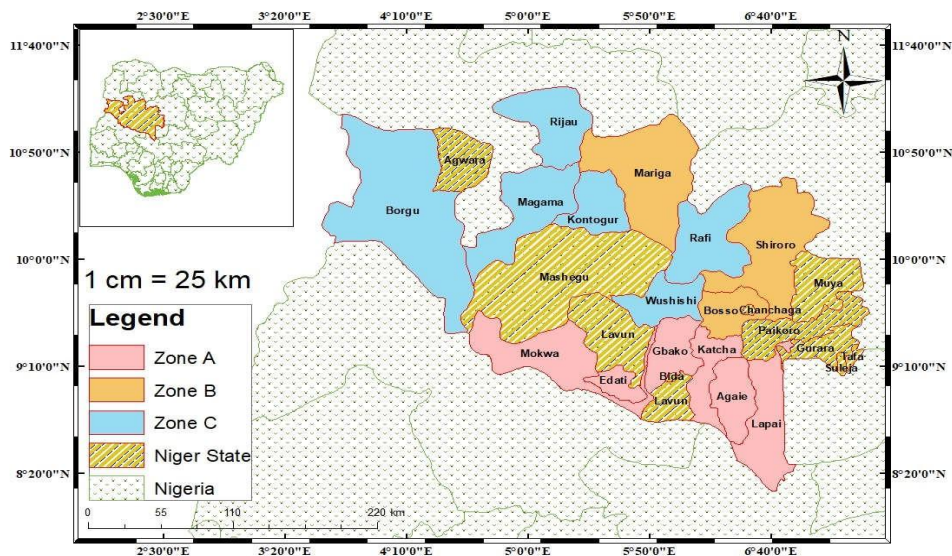 2°30'0"E 4°10'0"E 5°0'0"E 5°50'0"E 6°40'0"E
11°40'0"N
11°40'0"N
N
10°50'0"N
10°50'0"N
10°0'0"N
10°0'0"N
9°10'0"N
9°10'0"N
8°20'0"N
8°20'0"N
Rijau
Agwara
Mariga
Magama
Borgu
Kontogur
Rafi
Shiroro
Mashegu
Muya
Wushishi
Bosso
Chanchaga
Lavun
Paikoro
Mokwa
Gbako
Katcha
Gurara
Tafa
Suleja
Edati
Bida
Lavun
Agaie
Lapai
1 cm = 25 km
Legend
Zone A
Zone B
Zone C
Niger State
Nigeria
0 55 110 220 km
2°30'0"E 3°20'0"E 4°10'0"E 5°0'0"E 5°50'0"E 6°40'0"E